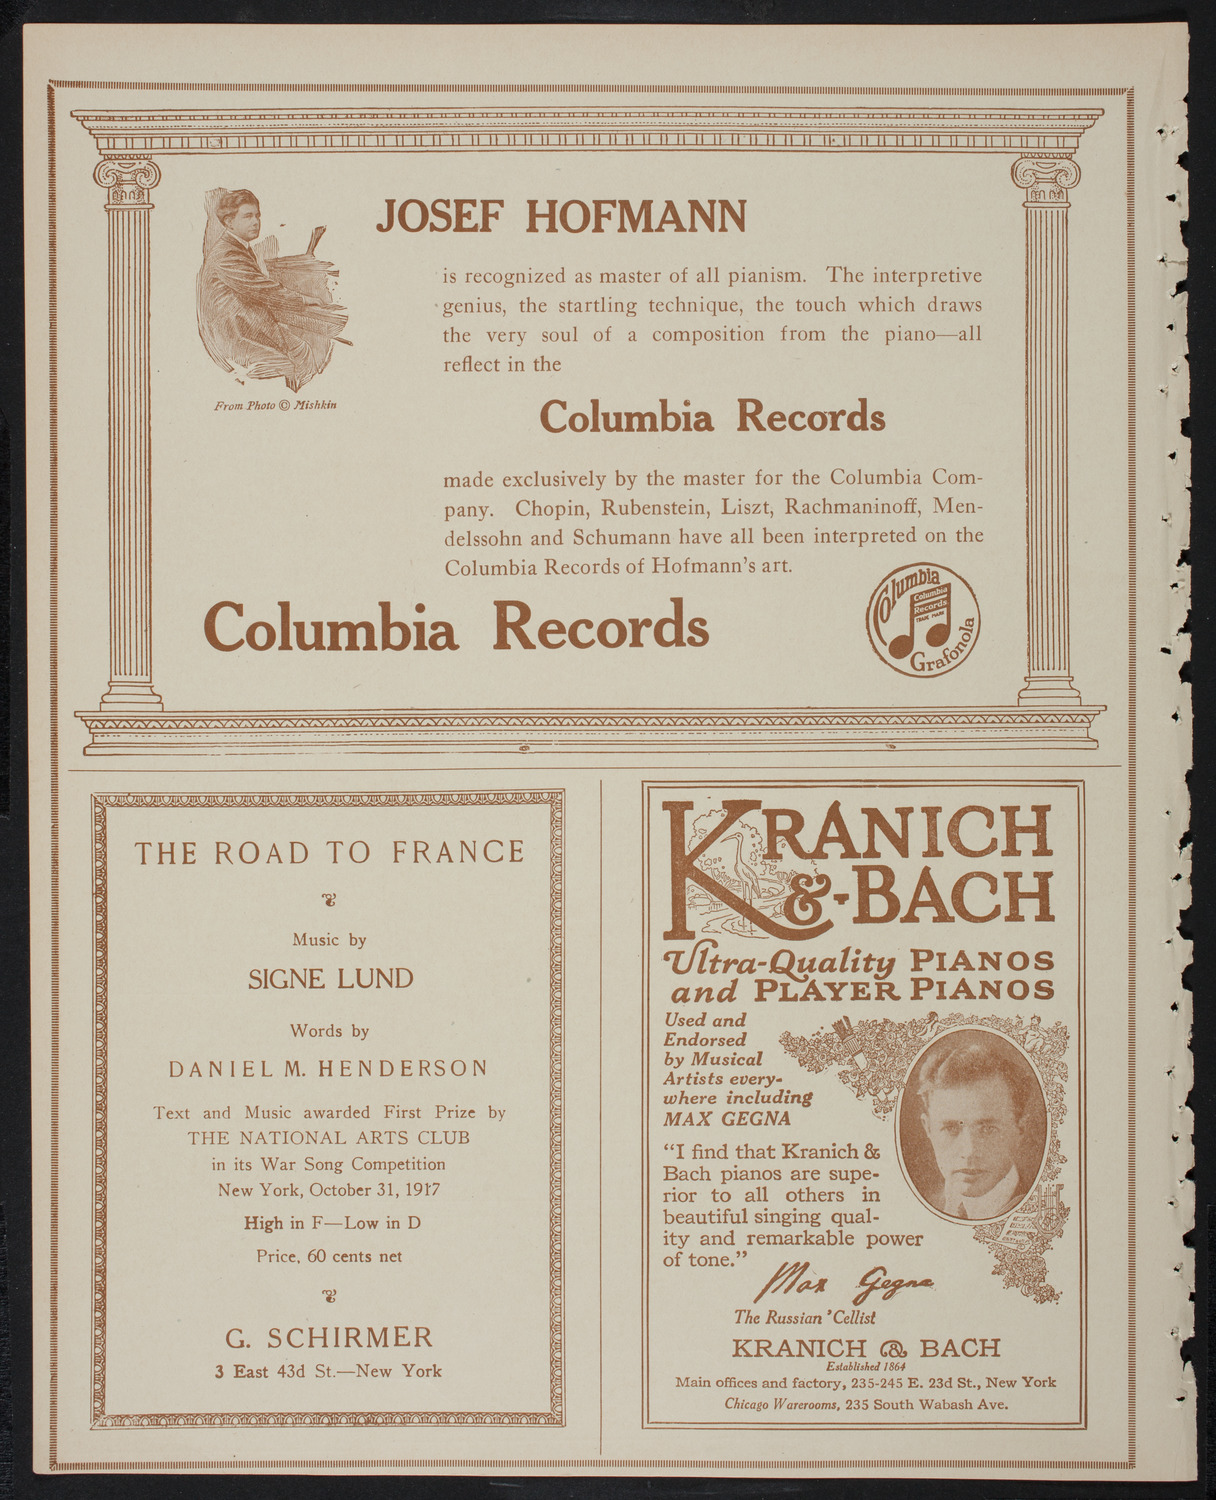 JOSEF HOFMANN
is recognized as master of all pianism. The interpretive
genius, the startling technique, the touch which draws
the very soul of a composition from the piano—all
reflect in the
From Photo © Mishkin
Columbia Records
made exclusively by the master for the Columbia Com-
pany. Chopin, Rubenstein, Liszt, Rachmaninoff, Men-
delssohn and Schumann have all been interpreted on the
Columbia Records of Hofmann's art.
Columbia Records
Columbia
Columbia
Records
TRADE MARK
Grafonola
THE ROAD TO FRANCE
Music by
SIGNE LUND
Words by
DANIEL M. HENDERSON
Text and Music awarded First Prize by
THE NATIONAL ARTS CLUB
in its War Song Competition
New York, October 31, 1917
High in F—Low in D
Price, 60 cents net
G. SCHIRMER
3 East 43d St.—New York
KRANICH
&-BACH
Ultra-Quality PIANOS
and PLAYER PIANOS
Used and
Endorsed
by Musical
Artists every-
where including
MAX GEGNA
"I find that Kranich &
Bach pianos are supe-
rior to all others in
beautiful singing qual-
ity and remarkable power
of tone."
Max Gegna
The Russian 'Cellist
KRANICH & BACH
Established 1864
Main offices and factory, 235-245 E. 23d St., New York
Chicago Warerooms, 235 South Wabash Ave.